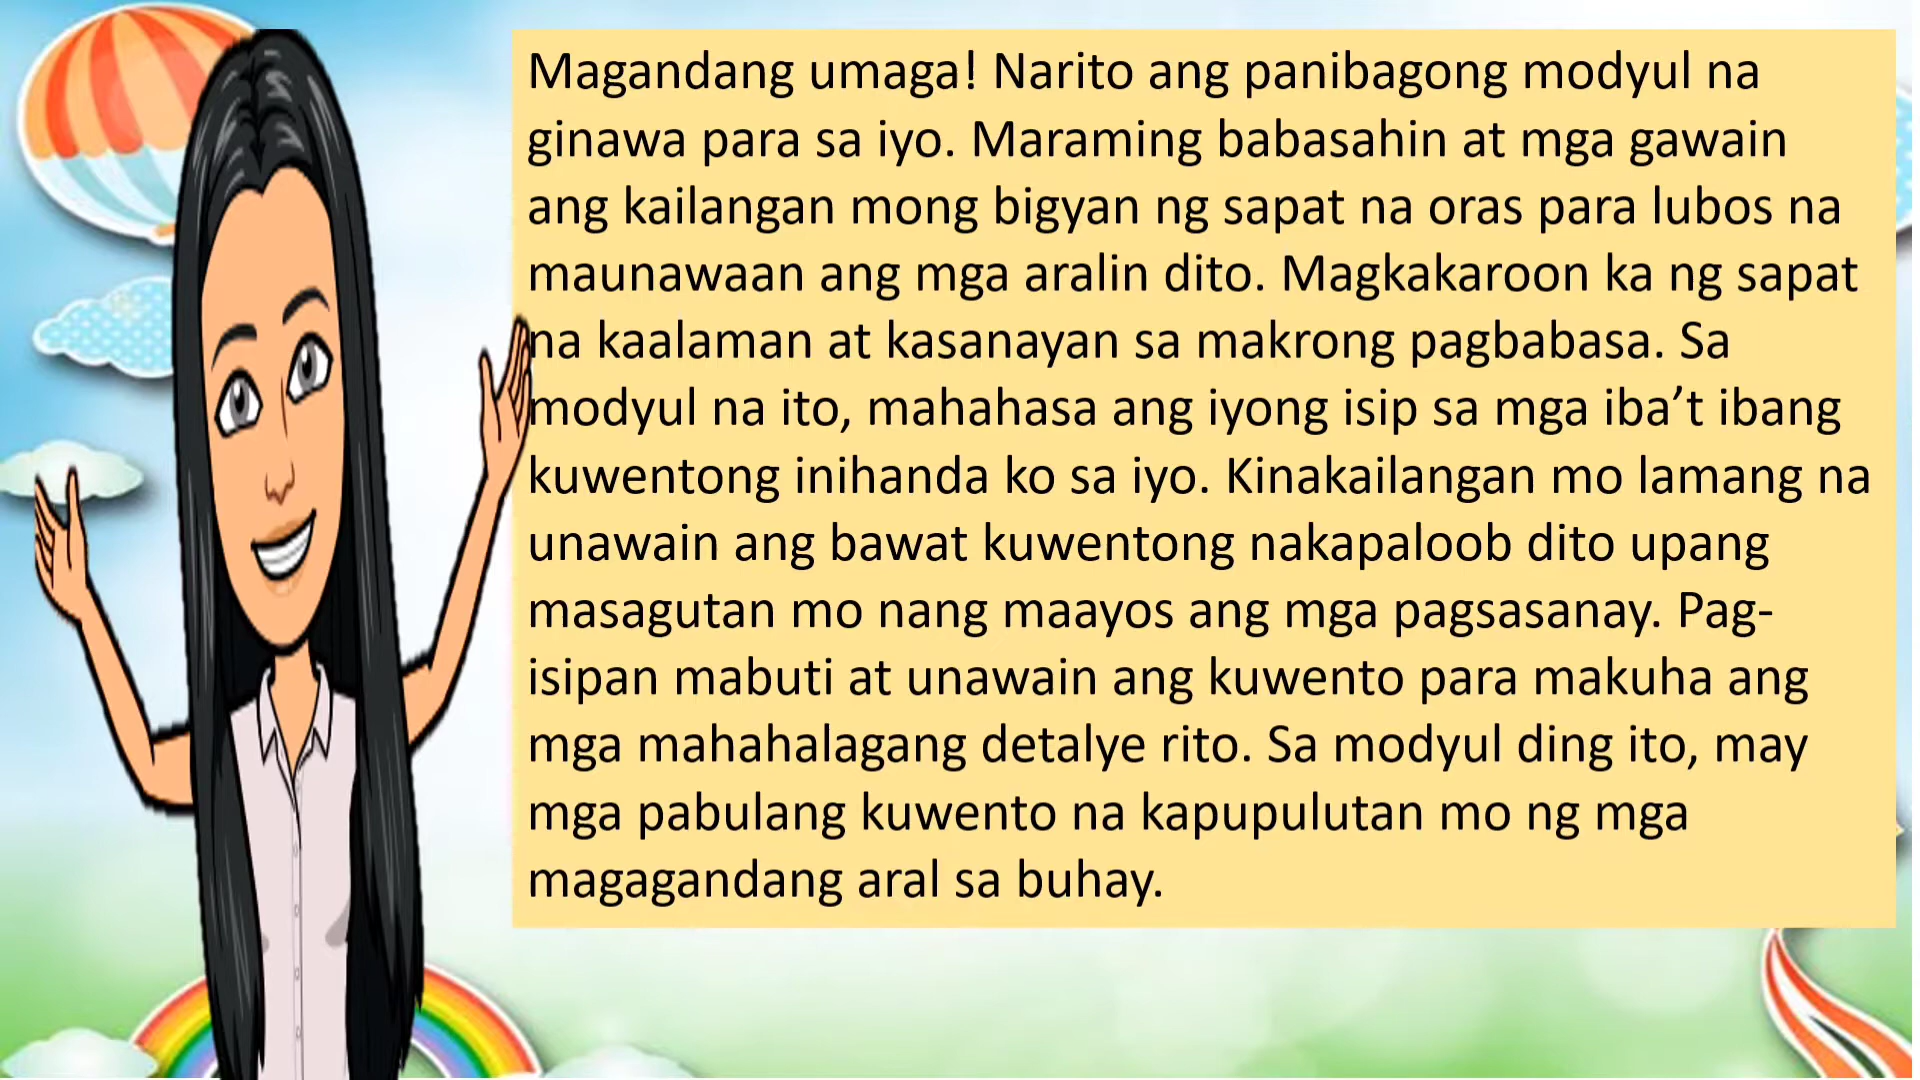 Magandang umaga! Narito ang panibagong modyul na
ginawa para sa iyo. Maraming babasahin at mga gawain
ang kailangan mong bigyan ng sapat na oras para lubos na
maunawaan ang mga aralin dito. Magkakaroon ka ng sapat
na kaalaman at kasanayan sa makrong pagbabasa. Sa
modyul na ito, mahahasa ang iyong isip sa mga iba’t ibang
kuwentong inihanda ko sa iyo. Kinakailangan mo lamang na
unawain ang bawat kuwentong nakapaloob dito upang
masagutan mo nang maayos ang mga pagsasanay. Pag-
isipan mabuti at unawain ang kuwento para makuha ang
mga mahahalagang detalye rito. Sa modyul ding ito, may
mga pabulang kuwento na kapupulutan mo ng mga
magagandang aral sa buhay.